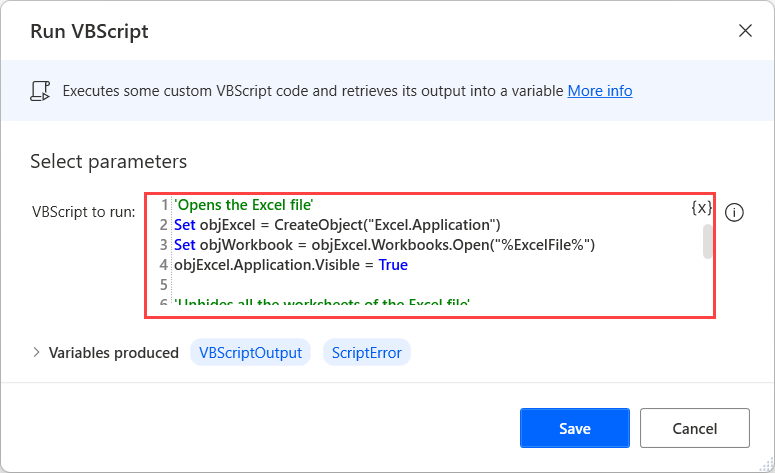 Run VBScript
Executes some custom VBScript code and retrieves its output into a variable More info
Select parameters
VBScript to run:
1 'Opens the Excel file'
2 Set objExcel = CreateObject("Excel.Application")
3 Set objWorkbook = objExcel.Workbooks.Open("%ExcelFile%")
4 objExcel.Application.Visible = True
5
6 'Unhides all the worksheets of the Excel file'
{x}
Variables produced VBScriptOutput ScriptError
Save Cancel